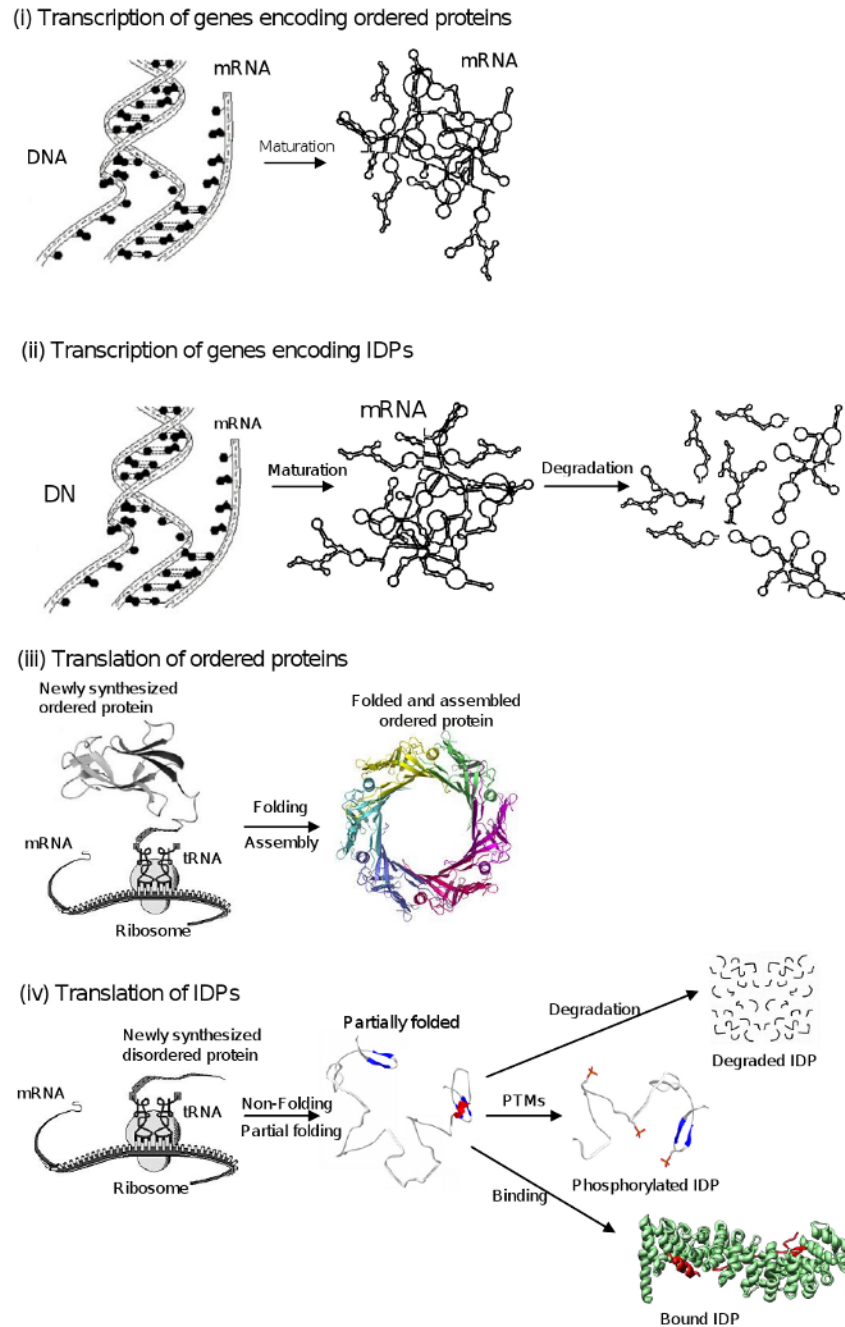 (i) Transcription of genes encoding ordered proteins
mRNA
mRNA
DNA
Maturation
(ii) Transcription of genes encoding IDPs
mRNA
mRNA
DN
Maturation
Degradation
(iii) Translation of ordered proteins
Newly synthesized
ordered protein
Folded and assembled
ordered protein
Folding
Assembly
mRNA
tRNA
Ribosome
(iv) Translation of IDPs
Newly synthesized
disordered protein
Partially folded
Degradation
Degraded IDP
mRNA
tRNA
Non-Folding
Partial folding
PTMs
Phosphorylated IDP
Ribosome
Binding
Bound IDP